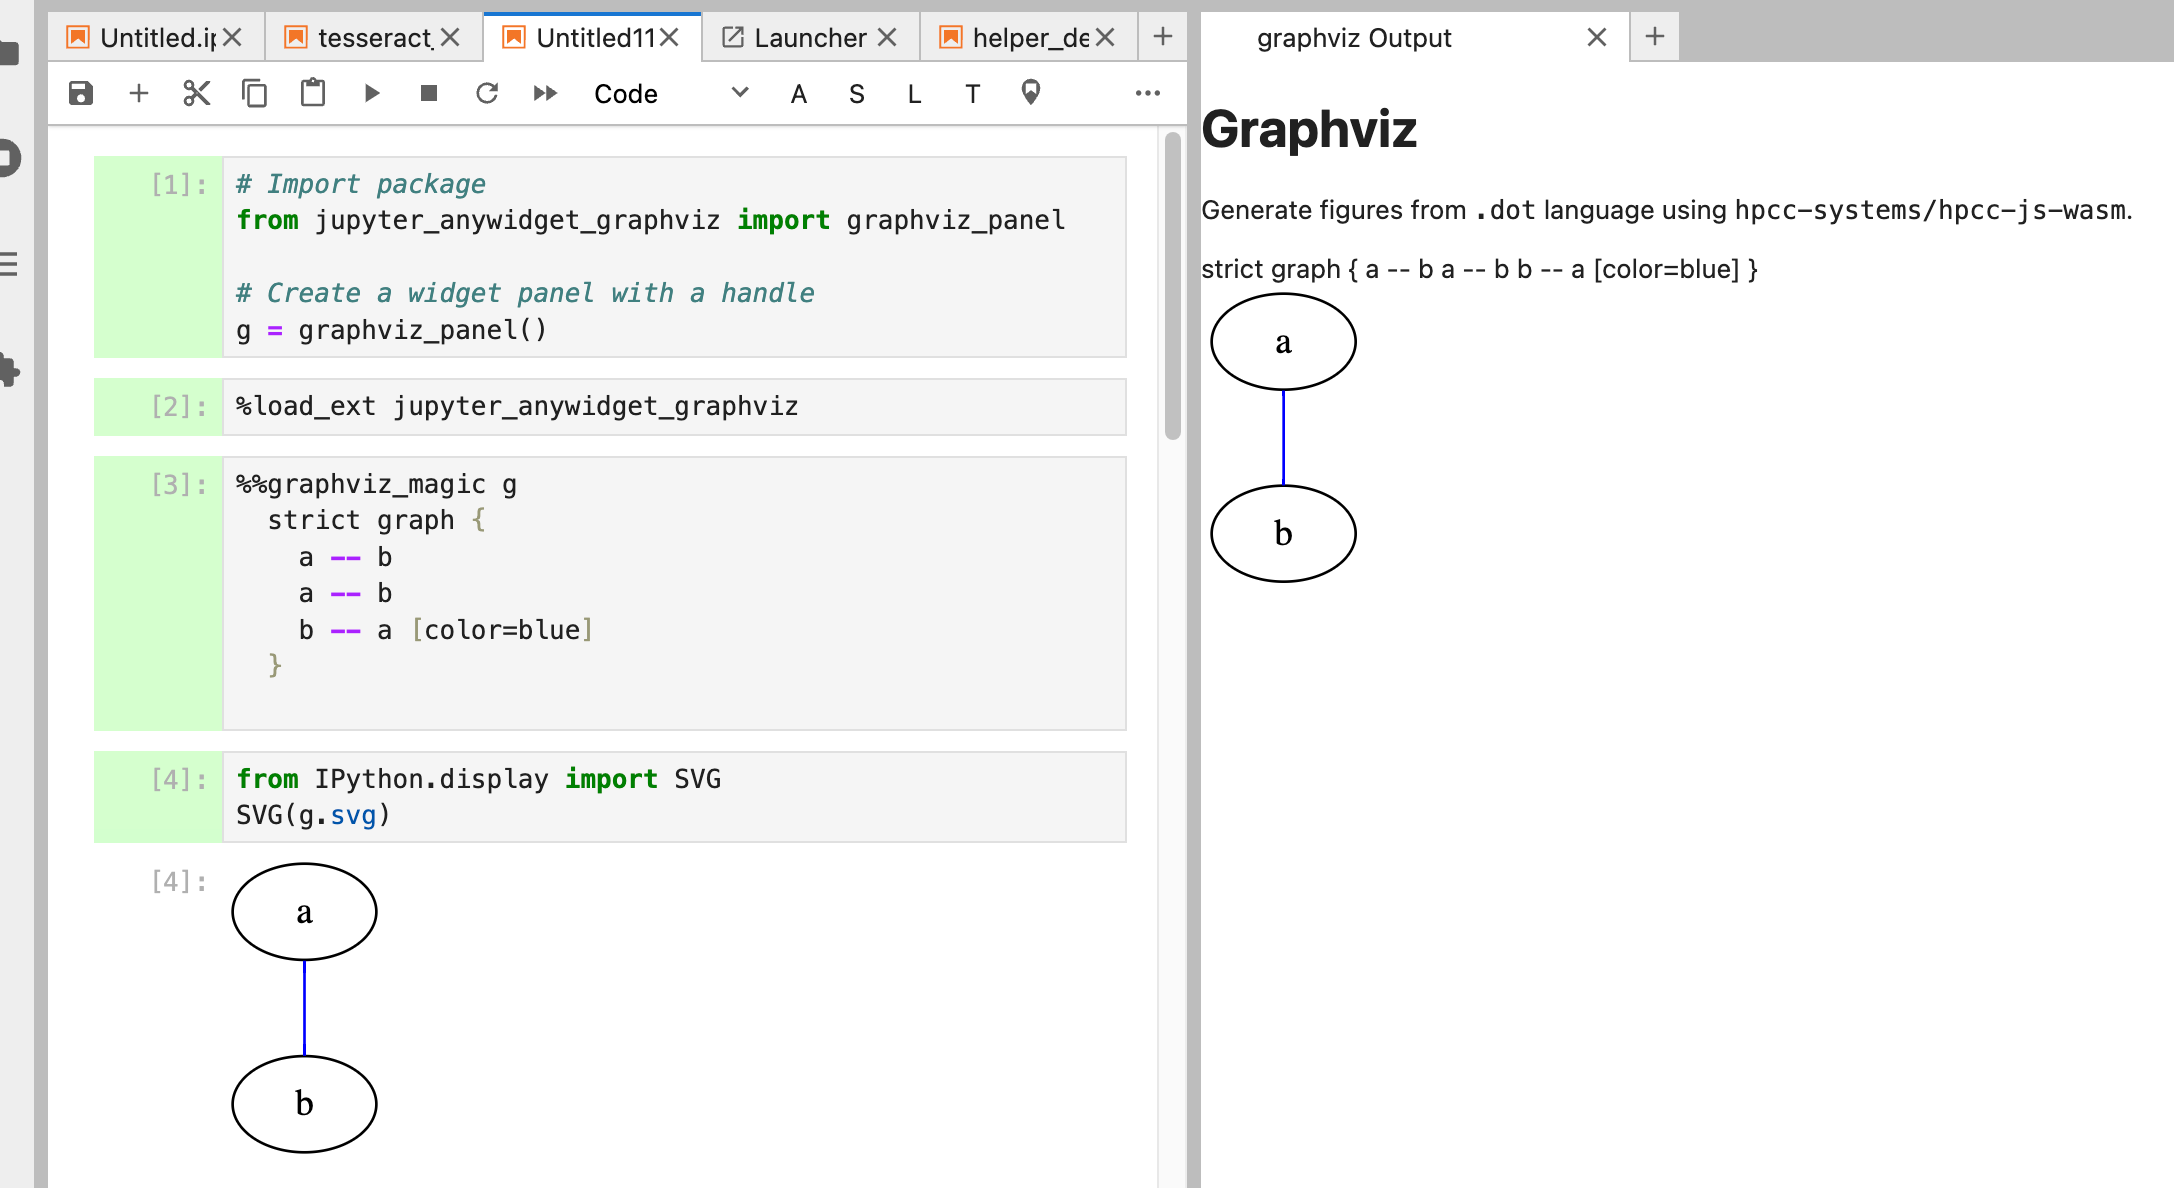 Untitled.ip
tesseract_
Untitled11
Launcher
helper_de
graphviz Output
Code
A S L T
[1]:
# Import package
from jupyter_anywidget_graphviz import graphviz_panel
# Create a widget panel with a handle
g = graphviz_panel()
[2]:
%load_ext jupyter_anywidget_graphviz
[3]:
%%graphviz_magic g
strict graph {
a -- b
a -- b
b -- a [color=blue]
}
[4]:
from IPython.display import SVG
SVG(g.svg)
[4]:
a
b
Graphviz
Generate figures from .dot language using hpcc-systems/hpcc-js-wasm.
strict graph { a -- b a -- b b -- a [color=blue] }
a
b